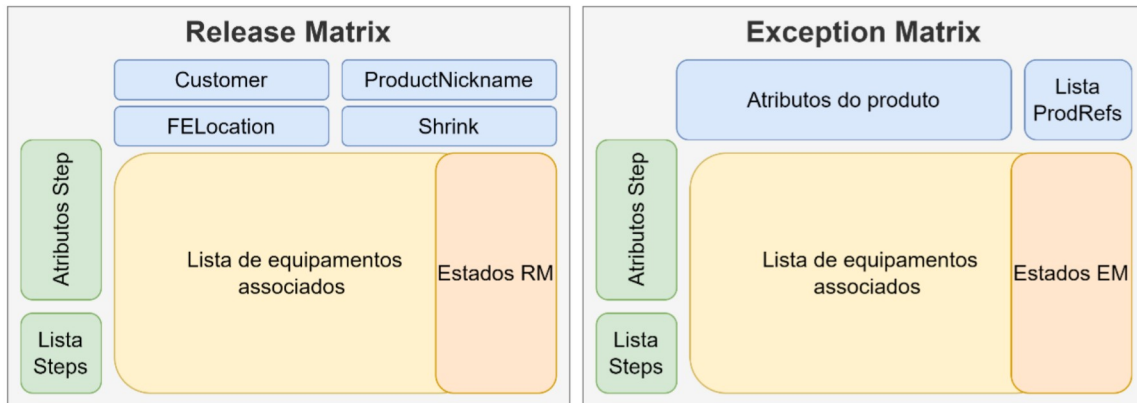 Release Matrix
Customer
ProductNickname
FELocation
Shrink
Atributos Step
Lista de equipamentos
associados
Estados RM
Lista
Steps
Exception Matrix
Atributos do produto
Lista
ProdRefs
Atributos Step
Lista de equipamentos
associados
Estados EM
Lista
Steps